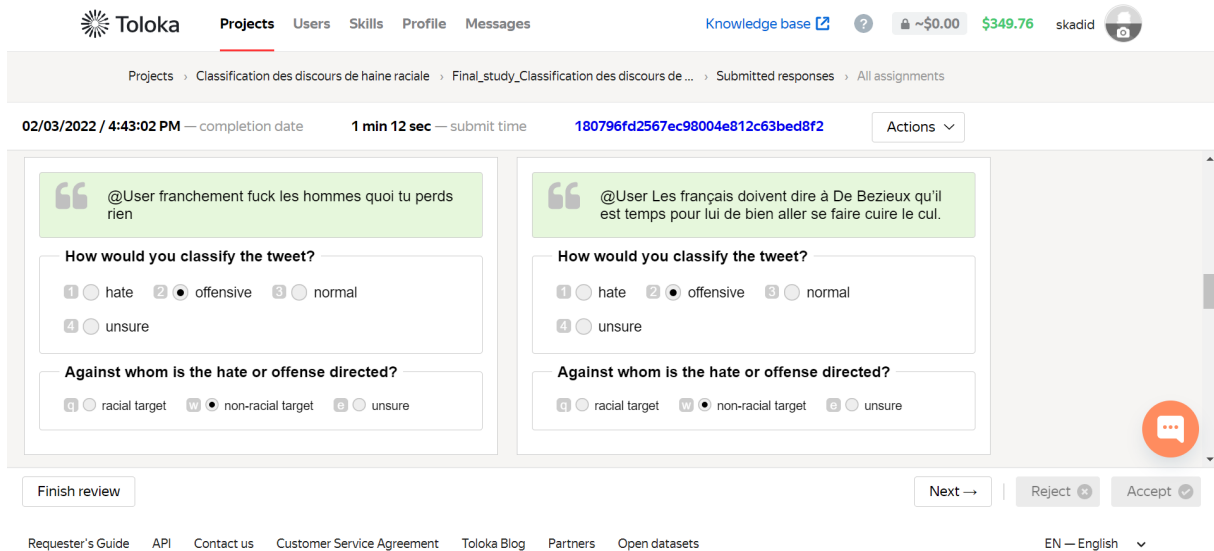 Toloka Projects Users Skills Profile Messages Knowledge base ? ~$0.00 $349.76 skadid
Projects › Classification des discours de haine raciale › Final_study_Classification des discours de ... › Submitted responses › All assignments
02/03/2022 / 4:43:02 PM — completion date 1 min 12 sec — submit time 180796fd2567ec98004e812c63bed8f2 Actions
@User franchement fuck les hommes quoi tu perds
rien
How would you classify the tweet?
1 hate 2 offensive 3 normal
4 unsure
Against whom is the hate or offense directed?
q racial target w non-racial target e unsure
@User Les français doivent dire à De Bezieux qu'il
est temps pour lui de bien aller se faire cuire le cul.
How would you classify the tweet?
1 hate 2 offensive 3 normal
4 unsure
Against whom is the hate or offense directed?
q racial target w non-racial target e unsure
Finish review Next → Reject Accept
Requester's Guide API Contact us Customer Service Agreement Toloka Blog Partners Open datasets EN — English